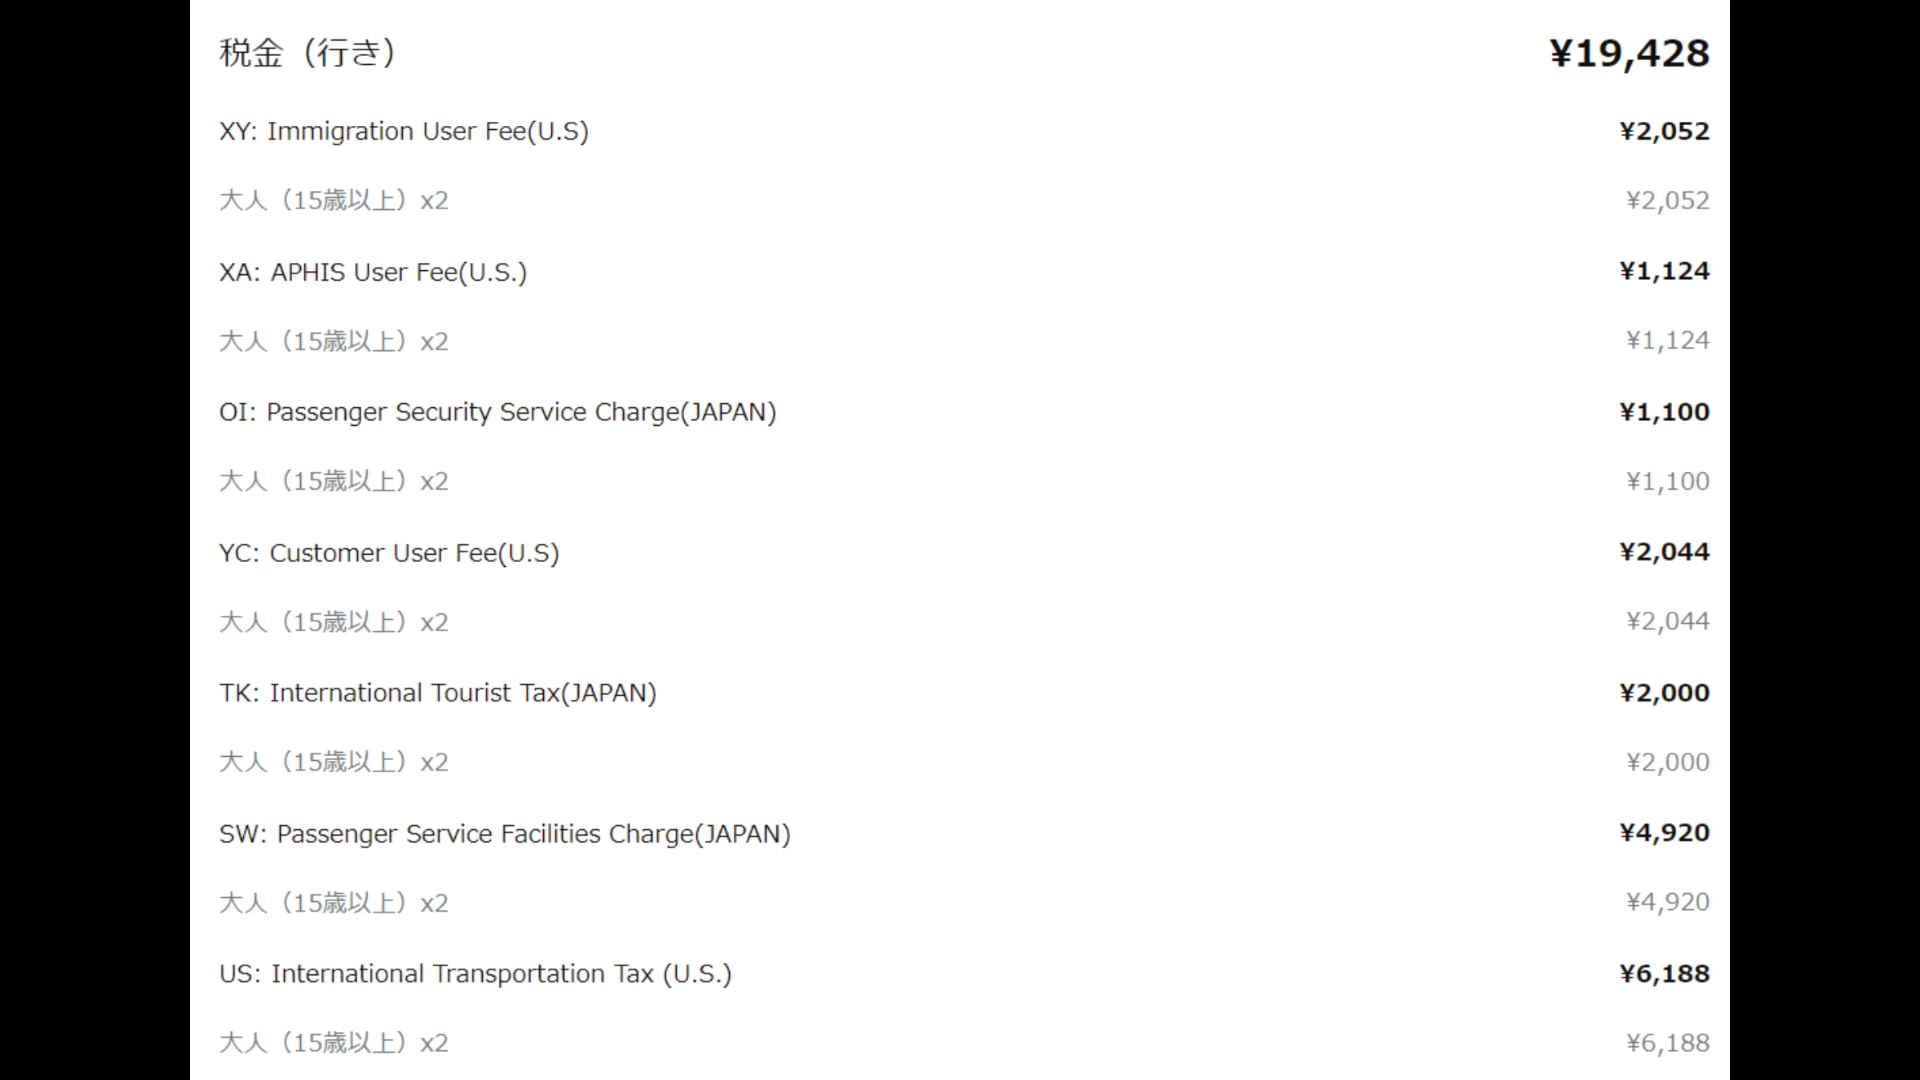 税金（行き） ¥19,428
XY: Immigration User Fee(U.S) ¥2,052
大人（15歳以上）x2 ¥2,052
XA: APHIS User Fee(U.S.) ¥1,124
大人（15歳以上）x2 ¥1,124
OI: Passenger Security Service Charge(JAPAN) ¥1,100
大人（15歳以上）x2 ¥1,100
YC: Customer User Fee(U.S) ¥2,044
大人（15歳以上）x2 ¥2,044
TK: International Tourist Tax(JAPAN) ¥2,000
大人（15歳以上）x2 ¥2,000
SW: Passenger Service Facilities Charge(JAPAN) ¥4,920
大人（15歳以上）x2 ¥4,920
US: International Transportation Tax (U.S.) ¥6,188
大人（15歳以上）x2 ¥6,188